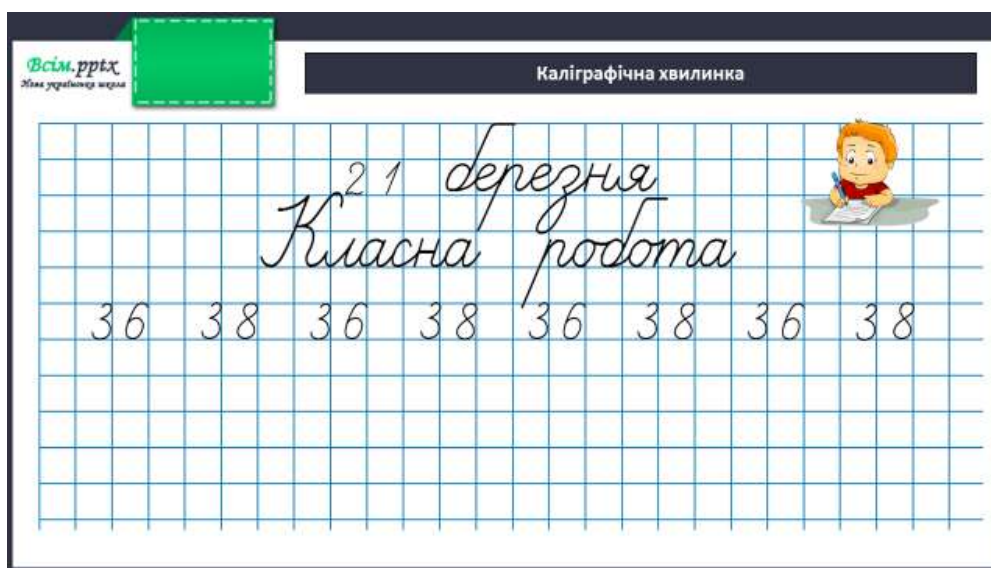 Всім.pptx
Нова українська школа
Каліграфічна хвилинка
21 березня
Класна робота
36 38 36 38 36 38 36 38